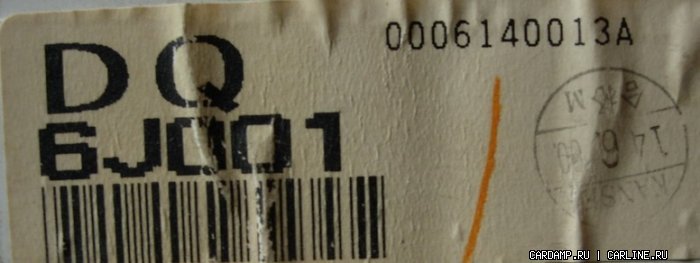 DQ
0006140013A
6J001
CARDAMP.RU | CARLINE.RU